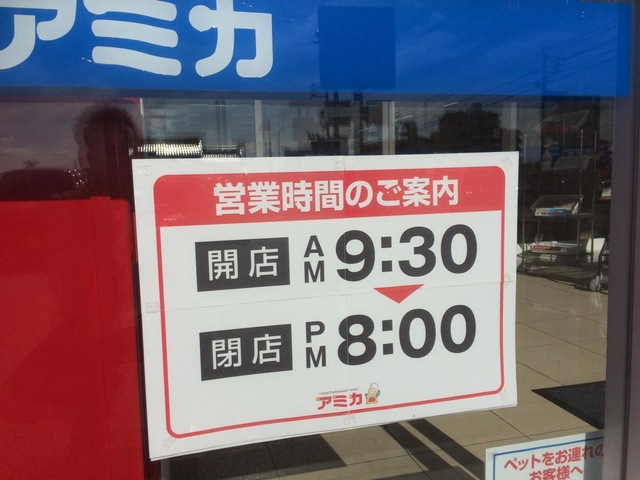 アミカ
営業時間のご案内
開店 AM 9:30
閉店 PM 8:00
アミカ
ペットをお連れの
お客様へ